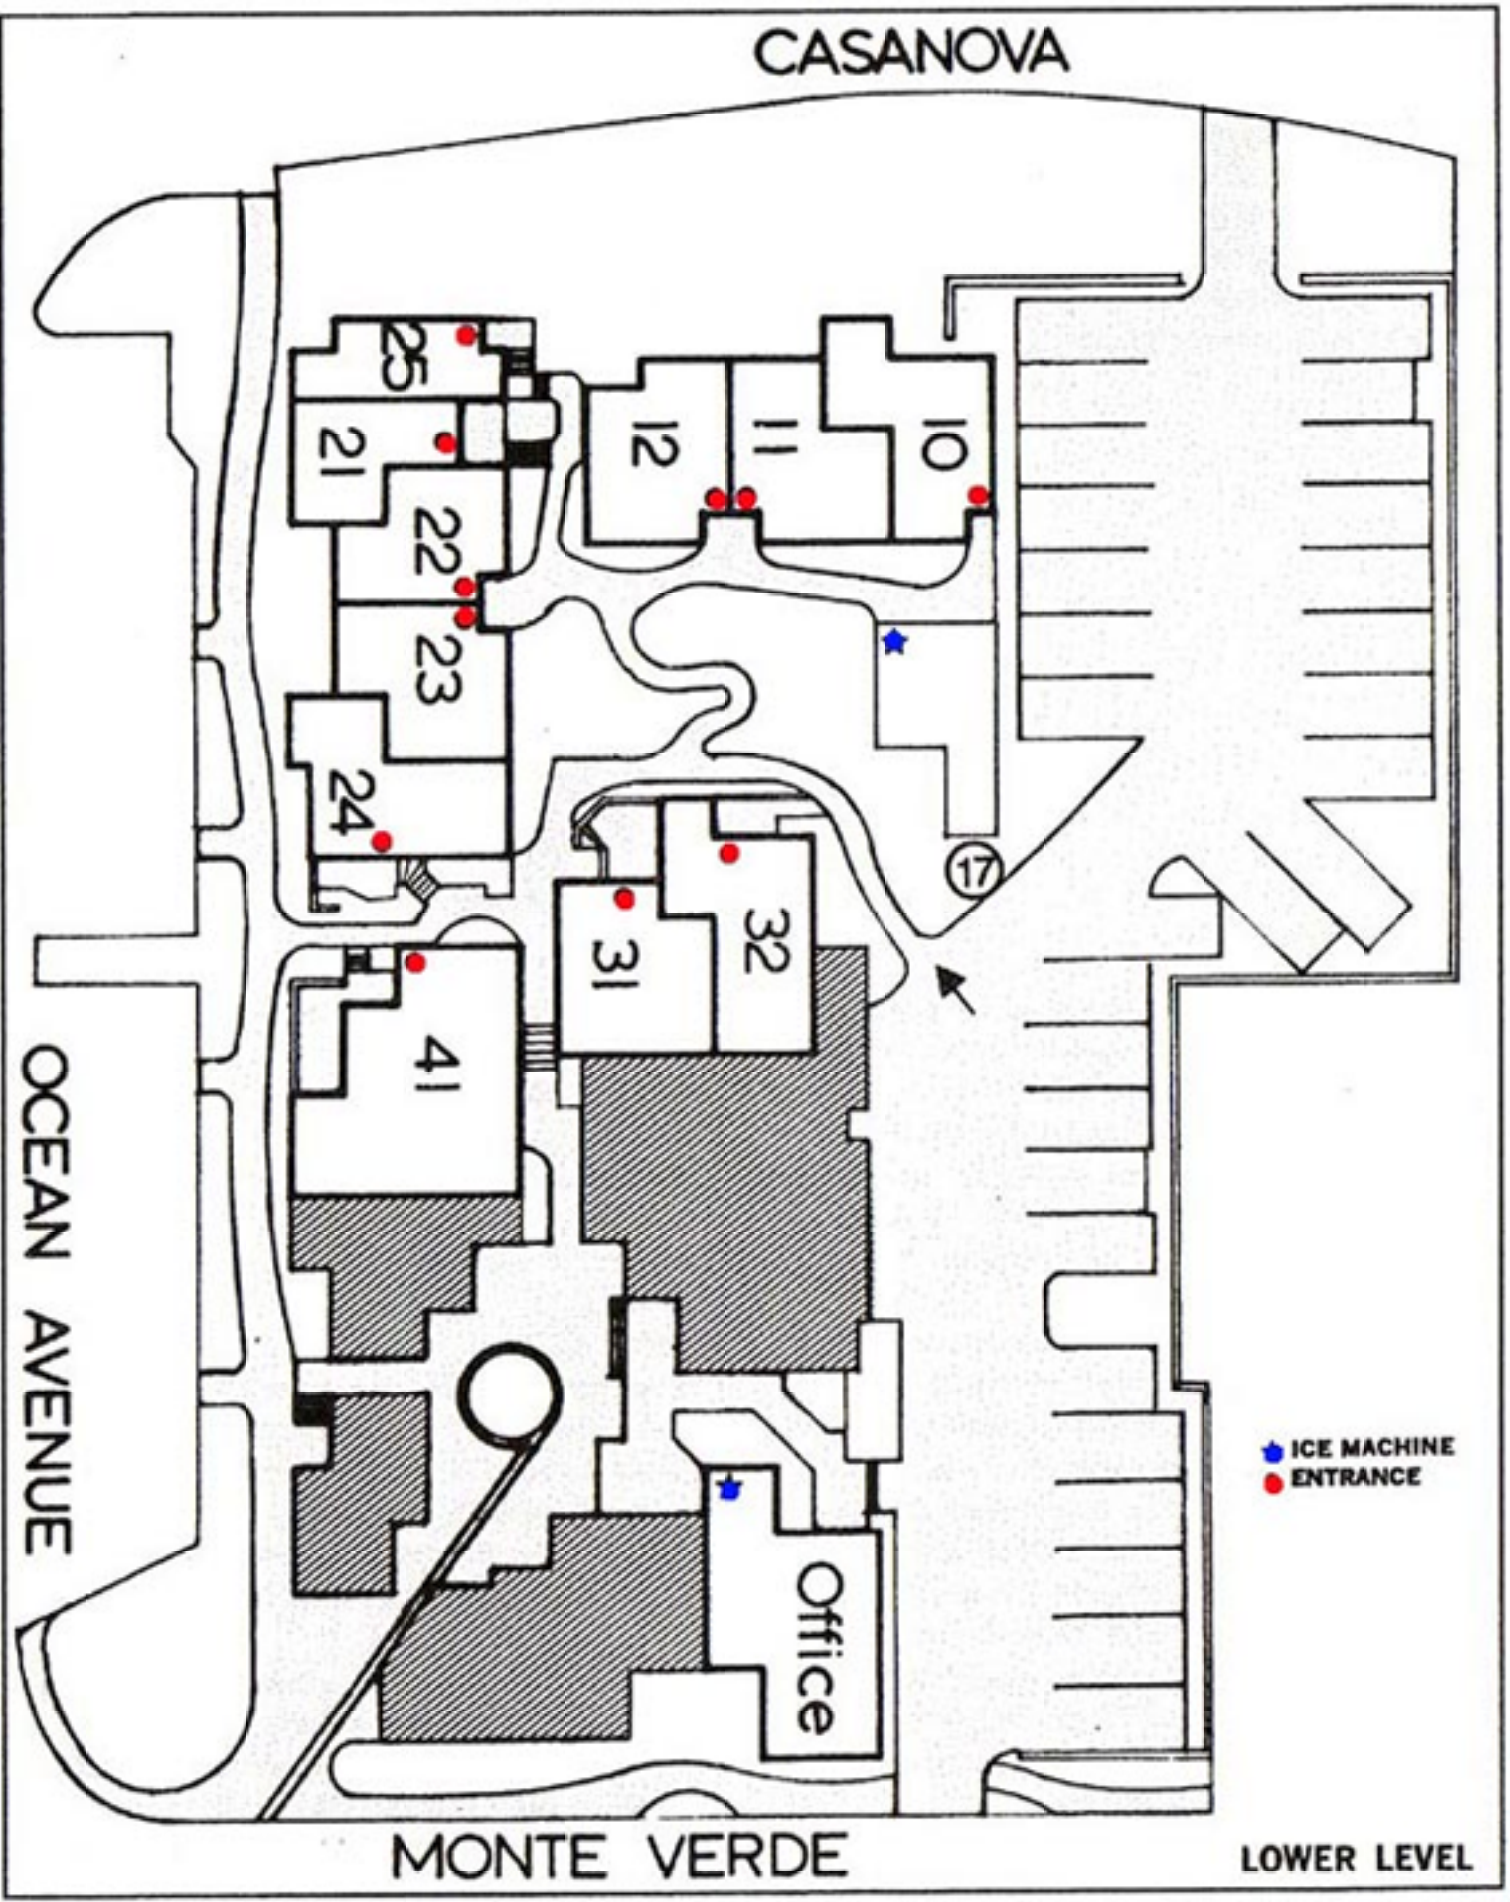 CASANOVA
25
21
12
11
10
22
23
24
17
32
31
41
OCEAN AVENUE
ICE MACHINE
ENTRANCE
Office
MONTE VERDE
LOWER LEVEL